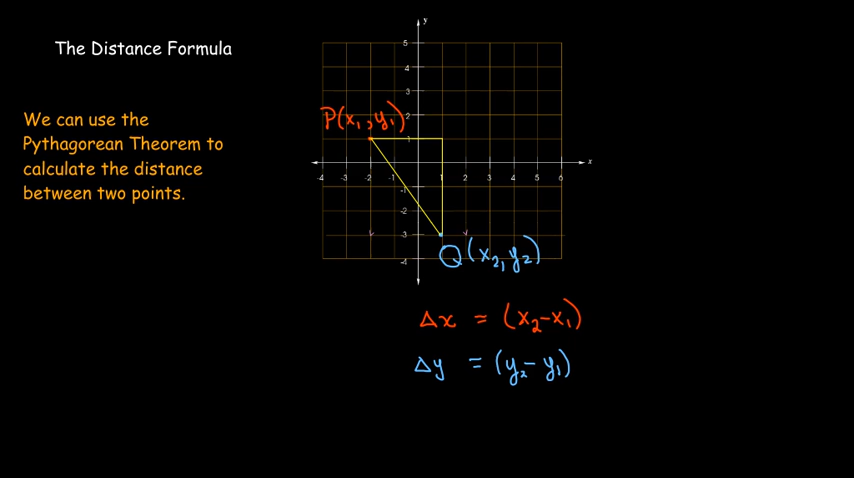 The Distance Formula
We can use the
Pythagorean Theorem to
calculate the distance
between two points.
y
5
4
3
P(x₁, y₁) 2
1
x
-4 -3 -2 -1 1 2 3 4 5 6
-1
-2
-3
-4
Q(x₂, y₂)
Δx = (x₂-x₁)
Δy = (y₂-y₁)